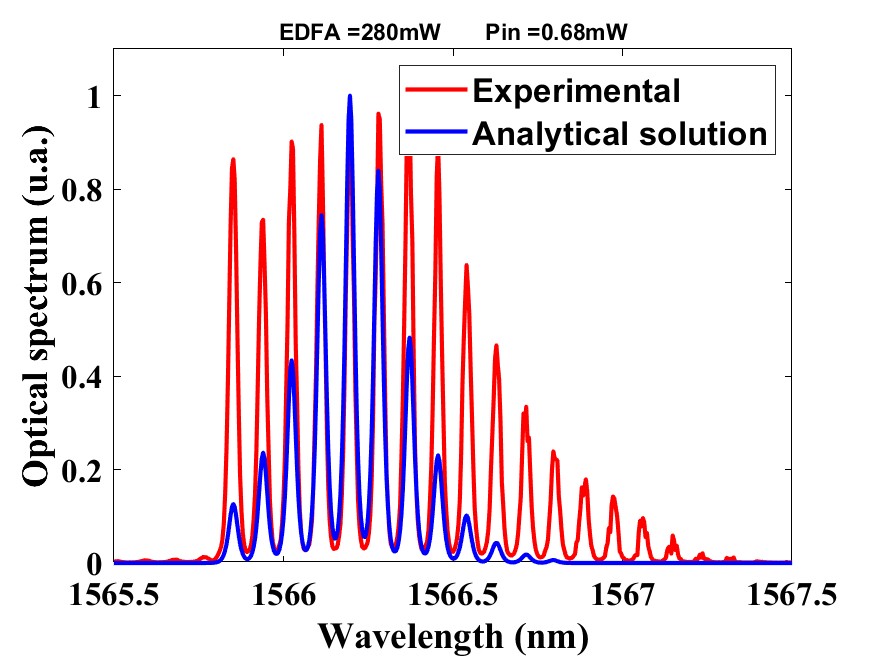 EDFA =280mW Pin =0.68mW
Experimental
Analytical solution
1
0.8
0.6
0.4
0.2
0
Optical spectrum (u.a.)
1565.5 1566 1566.5 1567 1567.5
Wavelength (nm)